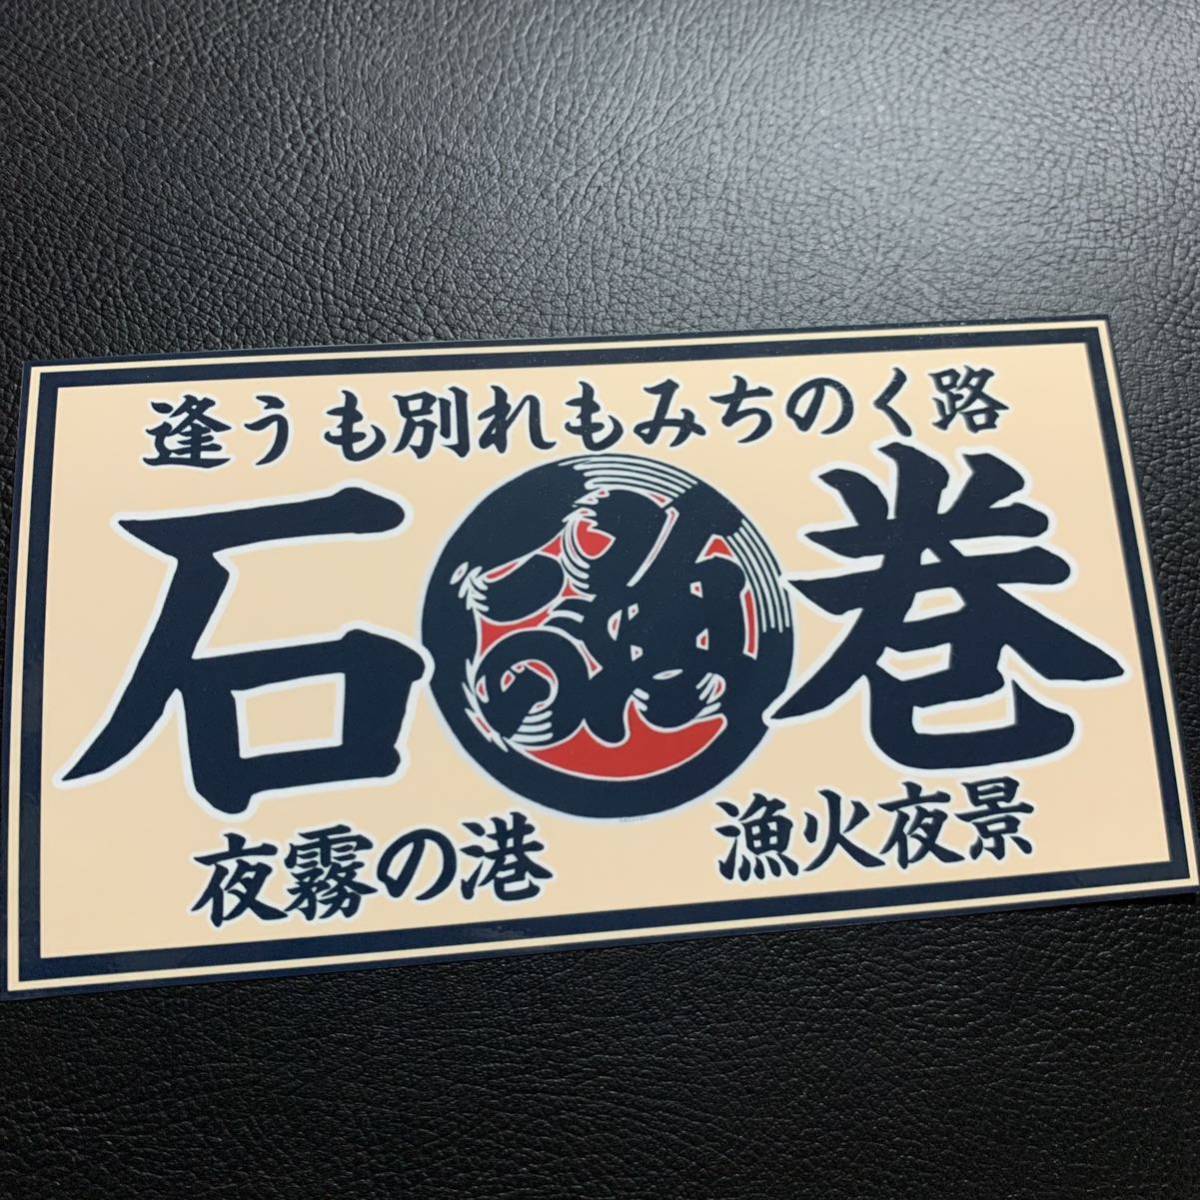 逢うも別れもみちのく路
石巻
夜霧の港
漁火夜景